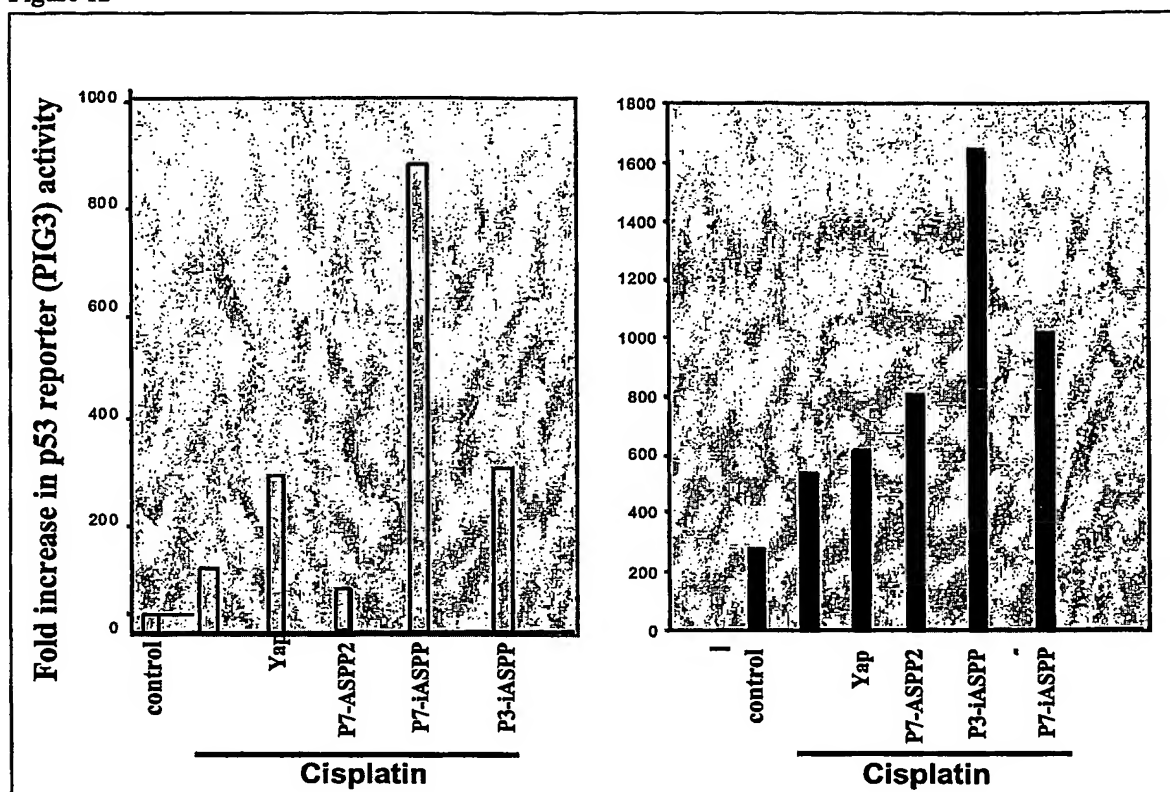 Fold increase in p53 reporter (PIG3) activity
1000
800
600
400
200
0
control
Yap
P7-ASPP2
P7-iASPP
P3-iASPP
Cisplatin
1800
1600
1400
1200
1000
800
600
400
200
0
control
Yap
P7-ASPP2
P3-iASPP
P7-iASPP
Cisplatin